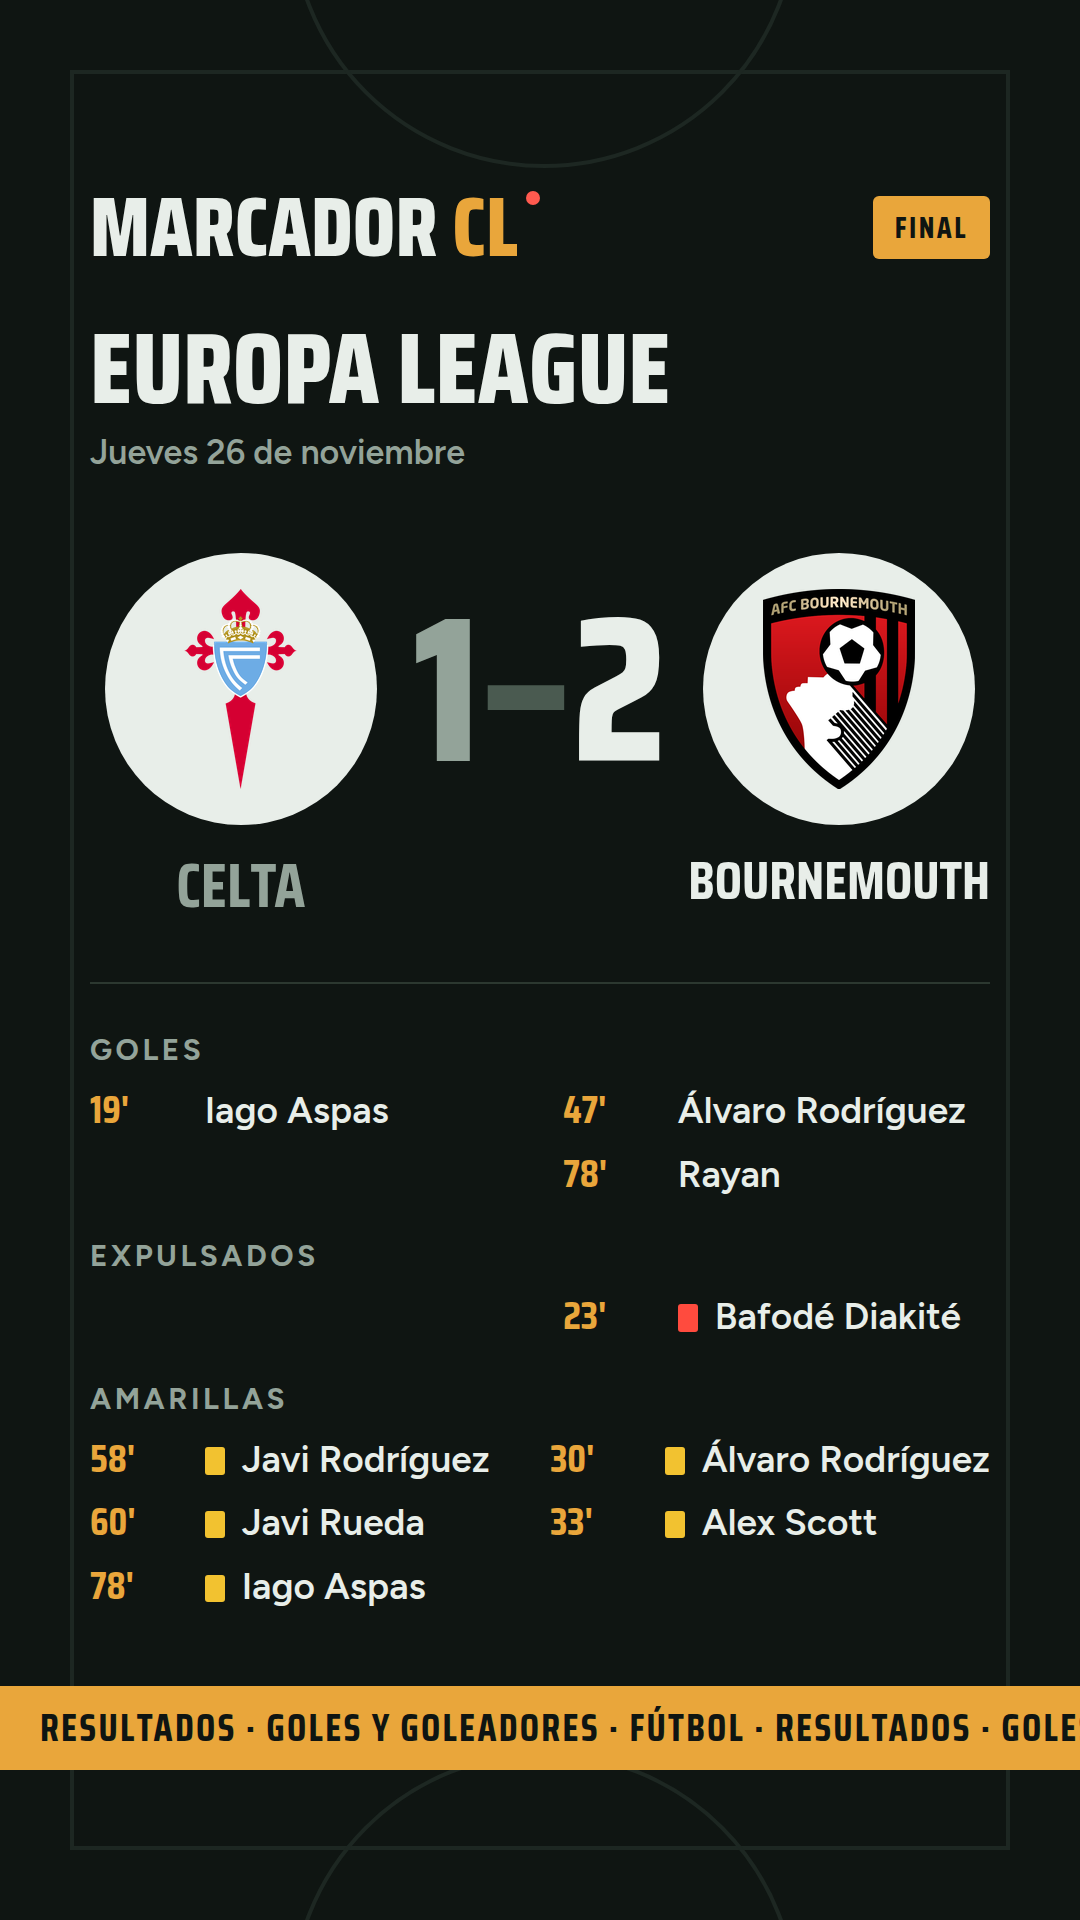 MARCADOR CL
FINAL
EUROPA LEAGUE
Jueves 26 de noviembre
1-2
AFC BOURNEMOUTH
CELTA
BOURNEMOUTH
GOLES
19' Iago Aspas
47' Álvaro Rodríguez
78' Rayan
EXPULSADOS
23' Bafodé Diakité
AMARILLAS
58' Javi Rodríguez
30' Álvaro Rodríguez
60' Javi Rueda
33' Alex Scott
78' Iago Aspas
RESULTADOS · GOLES Y GOLEADORES · FÚTBOL · RESULTADOS · GOLES